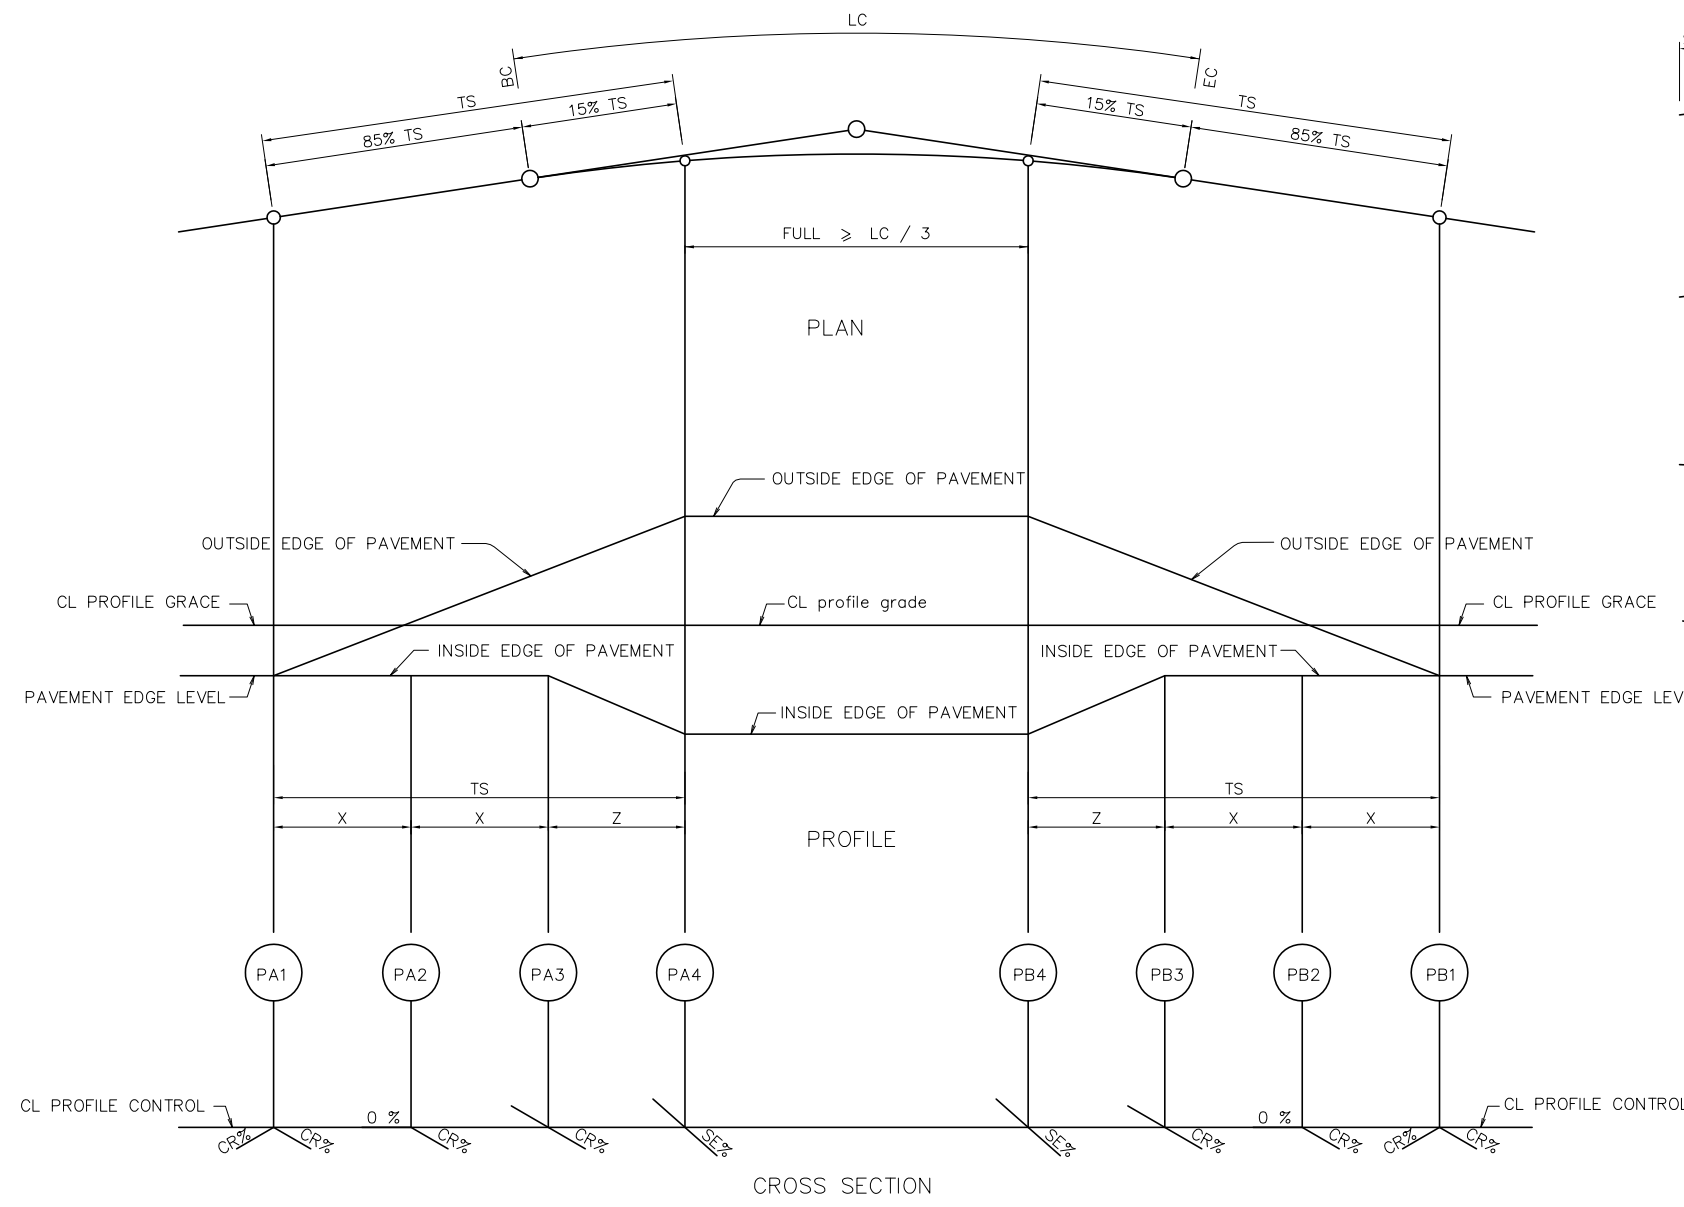 LC
BC
EC
TS
TS
15% TS
15% TS
85% TS
85% TS
FULL ⩾ LC / 3
PLAN
OUTSIDE EDGE OF PAVEMENT
OUTSIDE EDGE OF PAVEMENT
OUTSIDE EDGE OF PAVEMENT
CL PROFILE GRACE
CL profile grade
CL PROFILE GRACE
INSIDE EDGE OF PAVEMENT
INSIDE EDGE OF PAVEMENT
PAVEMENT EDGE LEVEL
PAVEMENT EDGE LEV
INSIDE EDGE OF PAVEMENT
TS
TS
X
X
Z
Z
X
X
PROFILE
PA1
PA2
PA3
PA4
PB4
PB3
PB2
PB1
CL PROFILE CONTROL
0 %
0 %
CL PROFILE CONTROL
CR%
CR%
CR%
CR%
SE%
SE%
CR%
CR%
CR%
CR%
CROSS SECTION